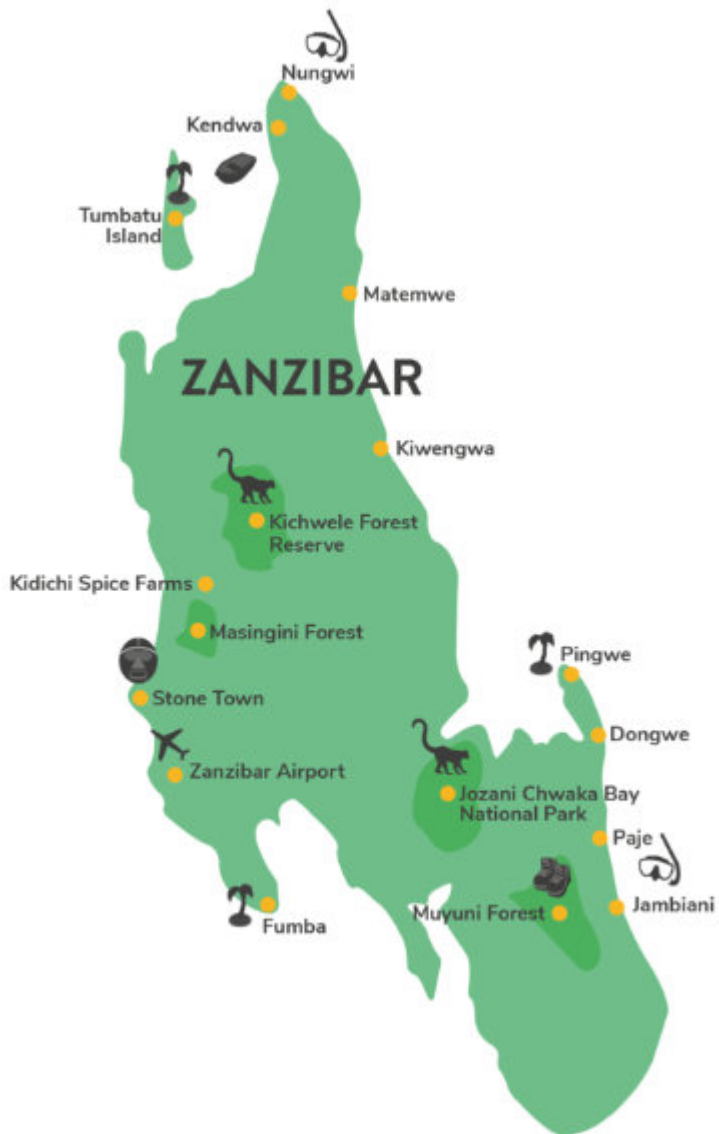 Nungwi
Kendwa
Tumbatu
Island
Matemwe
ZANZIBAR
Kiwengwa
Kichwele Forest
Reserve
Kidichi Spice Farms
Masingini Forest
Pingwe
Stone Town
Dongwe
Zanzibar Airport
Jozani Chwaka Bay
National Park
Paje
Muyuni Forest
Jambiani
Fumba